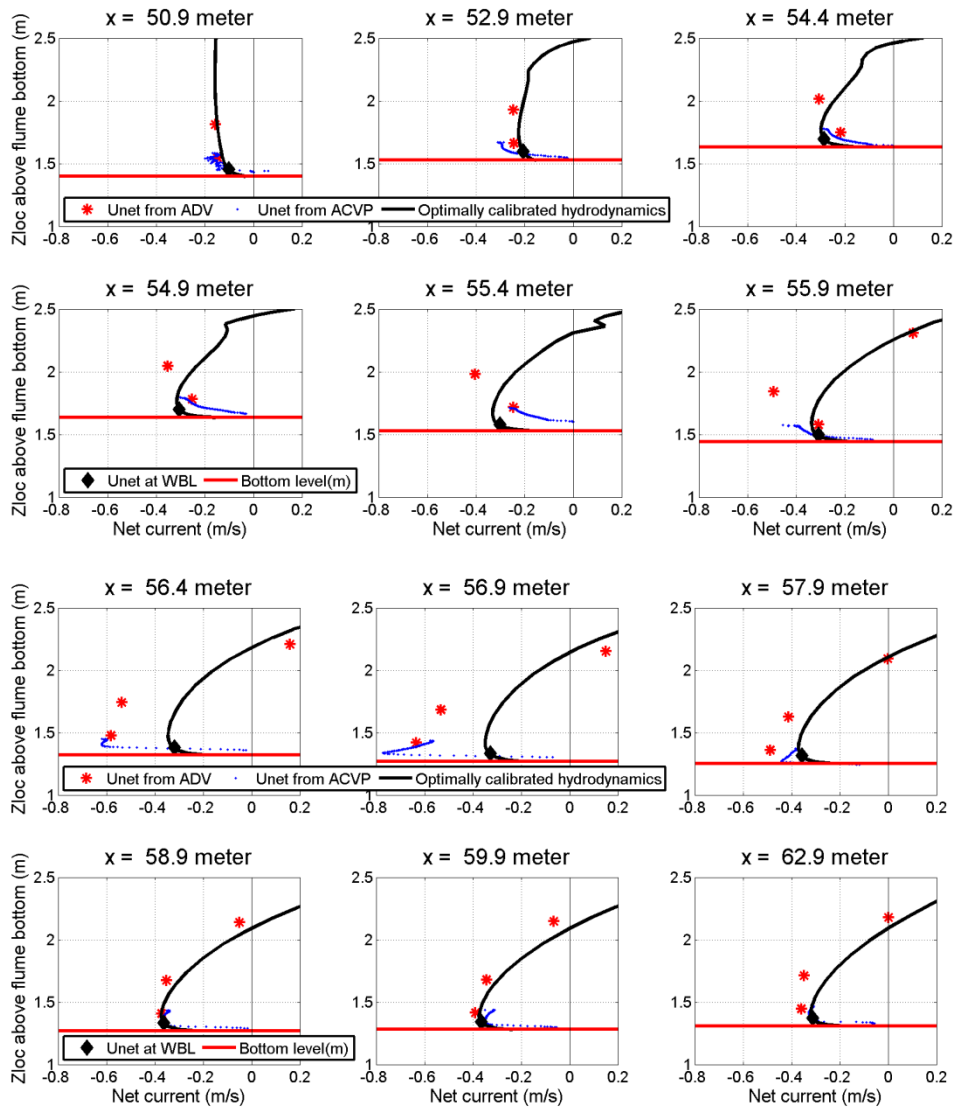 x = 50.9 meter
x = 52.9 meter
x = 54.4 meter
Zloc above flume bottom (m)
2.5
2
1.5
1
-0.8 -0.6 -0.4 -0.2 0 0.2
2.5
2
1.5
1
-0.8 -0.6 -0.4 -0.2 0 0.2
2.5
2
1.5
1
-0.8 -0.6 -0.4 -0.2 0 0.2
Unet from ADV Unet from ACVP Optimally calibrated hydrodynamics
x = 54.9 meter
x = 55.4 meter
x = 55.9 meter
Zloc above flume bottom (m)
2.5
2
1.5
1
-0.8 -0.6 -0.4 -0.2 0 0.2
Net current (m/s)
2.5
2
1.5
1
-0.8 -0.6 -0.4 -0.2 0 0.2
Net current (m/s)
2.5
2
1.5
1
-0.8 -0.6 -0.4 -0.2 0 0.2
Net current (m/s)
Unet at WBL Bottom level(m)
x = 56.4 meter
x = 56.9 meter
x = 57.9 meter
Zloc above flume bottom (m)
2.5
2
1.5
1
-0.8 -0.6 -0.4 -0.2 0 0.2
2.5
2
1.5
1
-0.8 -0.6 -0.4 -0.2 0 0.2
2.5
2
1.5
1
-0.8 -0.6 -0.4 -0.2 0 0.2
Unet from ADV Unet from ACVP Optimally calibrated hydrodynamics
x = 58.9 meter
x = 59.9 meter
x = 62.9 meter
Zloc above flume bottom (m)
2.5
2
1.5
1
-0.8 -0.6 -0.4 -0.2 0 0.2
Net current (m/s)
2.5
2
1.5
1
-0.8 -0.6 -0.4 -0.2 0 0.2
Net current (m/s)
2.5
2
1.5
1
-0.8 -0.6 -0.4 -0.2 0 0.2
Net current (m/s)
Unet at WBL Bottom level(m)